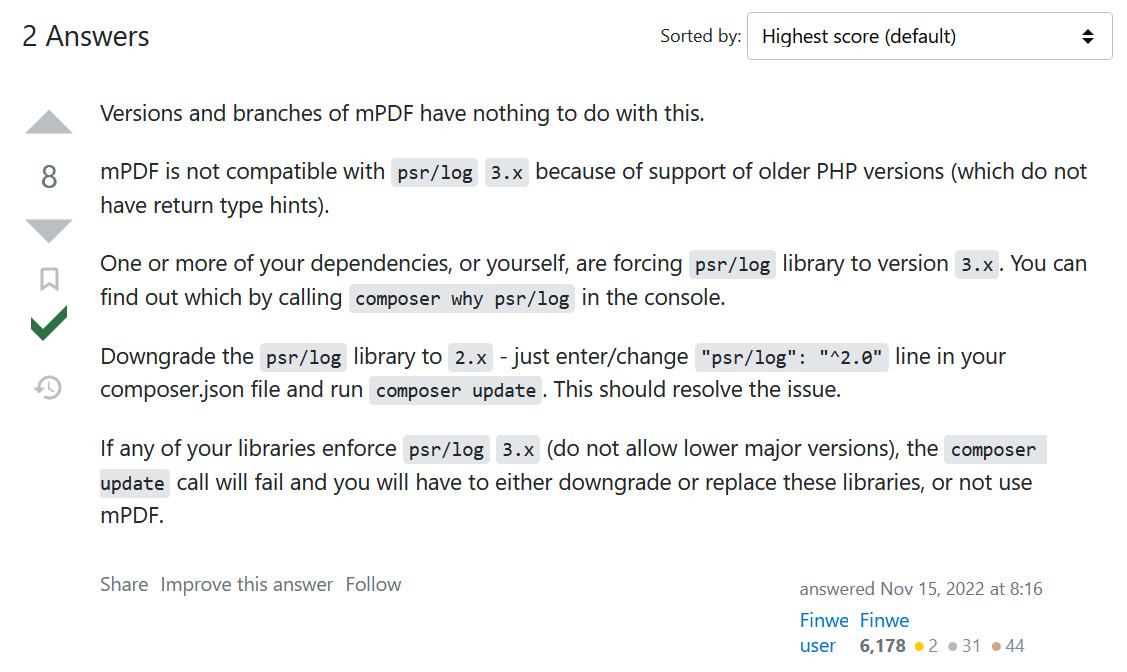 2 Answers
Sorted by:
Highest score (default)
Versions and branches of mPDF have nothing to do with this.
8
mPDF is not compatible with psr/log 3.x because of support of older PHP versions (which do not
have return type hints).
One or more of your dependencies, or yourself, are forcing psr/log library to version 3.x. You can
find out which by calling composer why psr/log in the console.
Downgrade the psr/log library to 2.x - just enter/change "psr/log": "^2.0" line in your
composer.json file and run composer update. This should resolve the issue.
If any of your libraries enforce psr/log 3.x (do not allow lower major versions), the composer
update call will fail and you will have to either downgrade or replace these libraries, or not use
mPDF.
Share Improve this answer Follow
answered Nov 15, 2022 at 8:16
Finwe Finwe
user 6,178 2 31 44